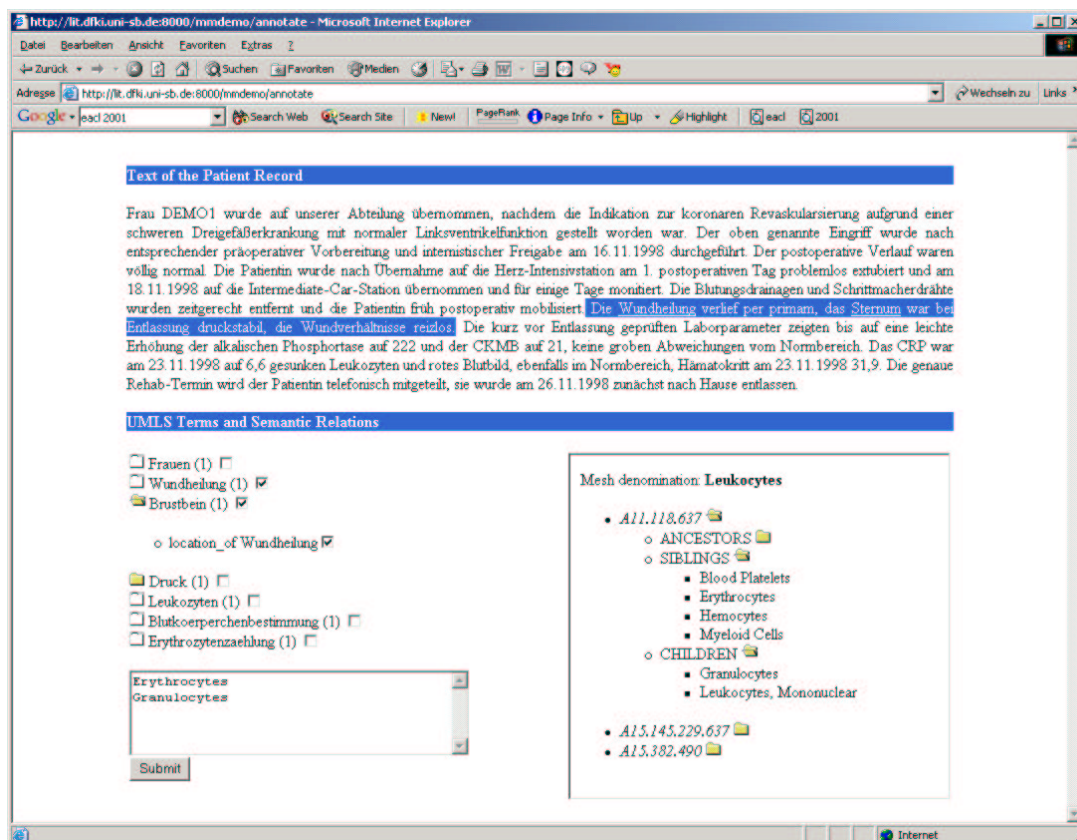 http://lit.dfki.uni-sb.de:8000/mmdemo/annotate - Microsoft Internet Explorer
Datei Bearbeiten Ansicht Favoriten Extras ?
Zurück Suchen Favoriten Medien
Adresse http://lit.dfki.uni-sb.de:8000/mmdemo/annotate Wechseln zu Links
Google eacl 2001 Search Web Search Site New! PageRank Page Info Up Highlight eacl 2001
Text of the Patient Record
Frau DEMO1 wurde auf unserer Abteilung übernommen, nachdem die Indikation zur koronaren Revaskularsierung aufgrund einer
schweren Dreigefäßerkrankung mit normaler Linksventrikelfunktion gestellt worden war. Der oben genannte Eingriff wurde nach
entsprechender präoperativer Vorbereitung und internistischer Freigabe am 16.11.1998 durchgeführt. Der postoperative Verlauf waren
völlig normal. Die Patientin wurde nach Übernahme auf die Herz-Intensivstation am 1. postoperativen Tag problemlos extubiert und am
18.11.1998 auf die Intermediate-Car-Station übernommen und für einige Tage monitiert. Die Blutungsdrainagen und Schrittmacherdrähte
wurden zeitgerecht entfernt und die Patientin früh postoperativ mobilisiert. Die Wundheilung verlief per primam, das Sternum war bei
Entlassung druckstabil, die Wundverhältnisse reizlos. Die kurz vor Entlassung geprüften Laborparameter zeigten bis auf eine leichte
Erhöhung der alkalischen Phosphortase auf 222 und der CKMB auf 21, keine groben Abweichungen vom Normbereich. Das CRP war
am 23.11.1998 auf 6,6 gesunken Leukozyten und rotes Blutbild, ebenfalls im Normbereich, Hämatokritt am 23.11.1998 31,9. Die genaue
Rehab-Termin wird der Patientin telefonisch mitgeteilt, sie wurde am 26.11.1998 zunächst nach Hause entlassen.
UMLS Terms and Semantic Relations
Frauen (1)
Wundheilung (1)
Brustbein (1)
location_of Wundheilung
Druck (1)
Leukozyten (1)
Blutkoerperchenbestimmung (1)
Erythrozytenzaehlung (1)
Erythrocytes
Granulocytes
Submit
Mesh denomination: Leukocytes
A11.118.637
ANCESTORS
SIBLINGS
Blood Platelets
Erythrocytes
Hemocytes
Myeloid Cells
CHILDREN
Granulocytes
Leukocytes, Mononuclear
A15.145.229.637
A15.382.490
Internet